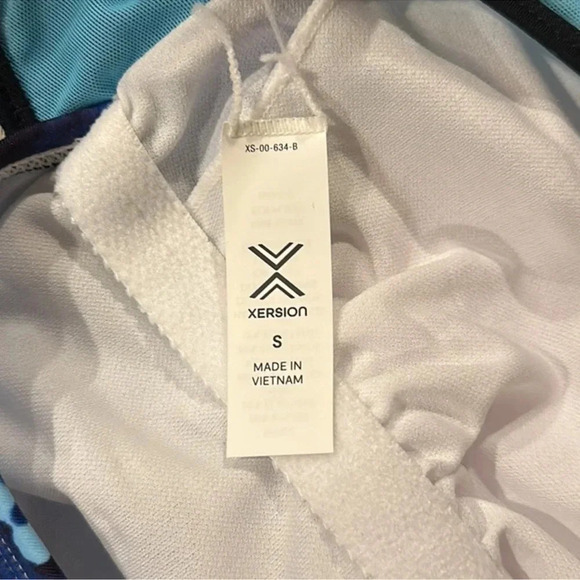 XS-00-634-B
XERSION
S
MADE IN
VIETNAM